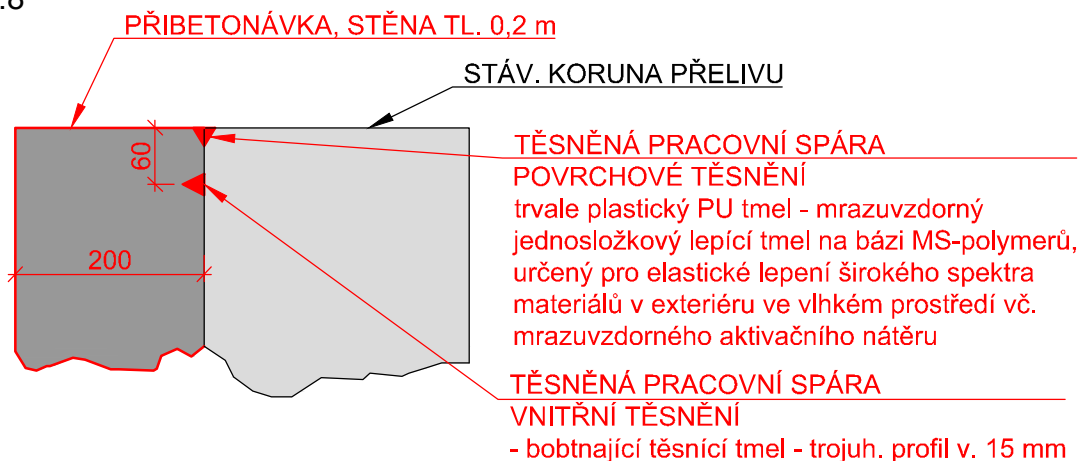 PŘIBETONÁVKA, STĚNA TL. 0,2 m
STÁV. KORUNA PŘELIVU
60
200
TĚSNĚNÁ PRACOVNÍ SPÁRA
POVRCHOVÉ TĚSNĚNÍ
trvale plastický PU tmel - mrazuvzdorný
jednosložkový lepící tmel na bázi MS-polymerů,
určený pro elastické lepení širokého spektra
materiálů v exteriéru ve vlhkém prostředí vč.
mrazuvzdorného aktivačního nátěru
TĚSNĚNÁ PRACOVNÍ SPÁRA
VNITŘNÍ TĚSNĚNÍ
- bobtnající těsnící tmel - trojuh. profil v. 15 mm